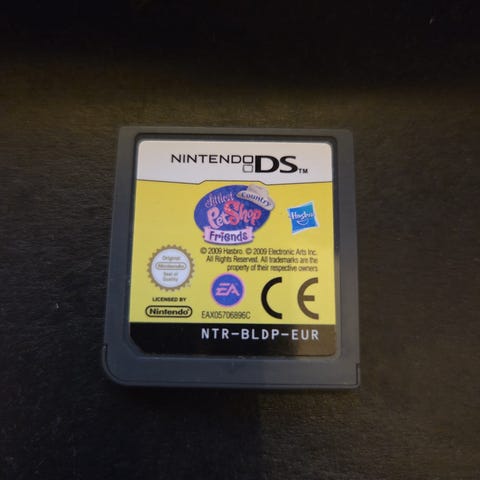 NINTENDO DS TM
Littlest
Country
PetShop
Friends
Hasbro
© 2009 Hasbro. © 2009 Electronic Arts Inc.
All Rights Reserved. All trademarks are the
property of their respective owners
Original
Nintendo
Seal of
Quality
EA
CE
LICENSED BY
Nintendo
EAX05706896C
NTR-BLDP-EUR